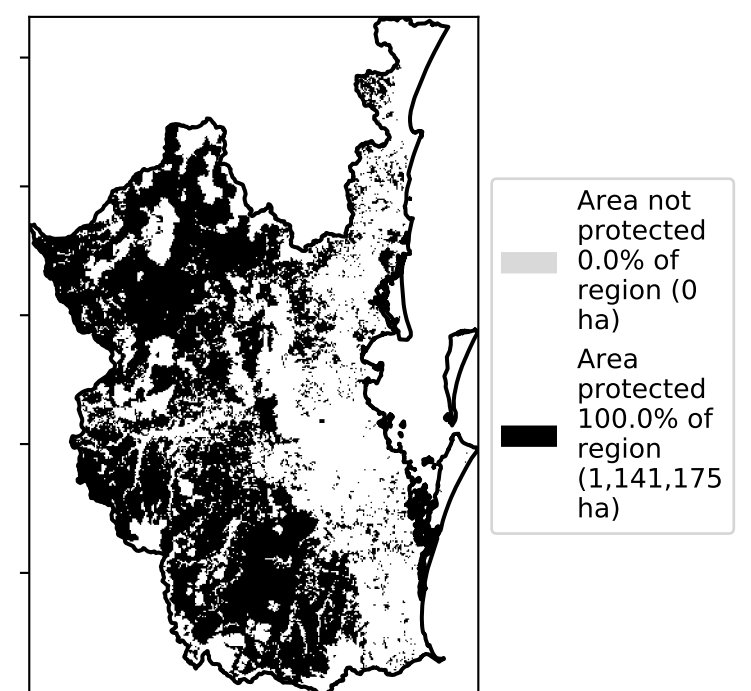 Area not
protected
0.0% of
region (0
ha)
Area
protected
100.0% of
region
(1,141,175
ha)